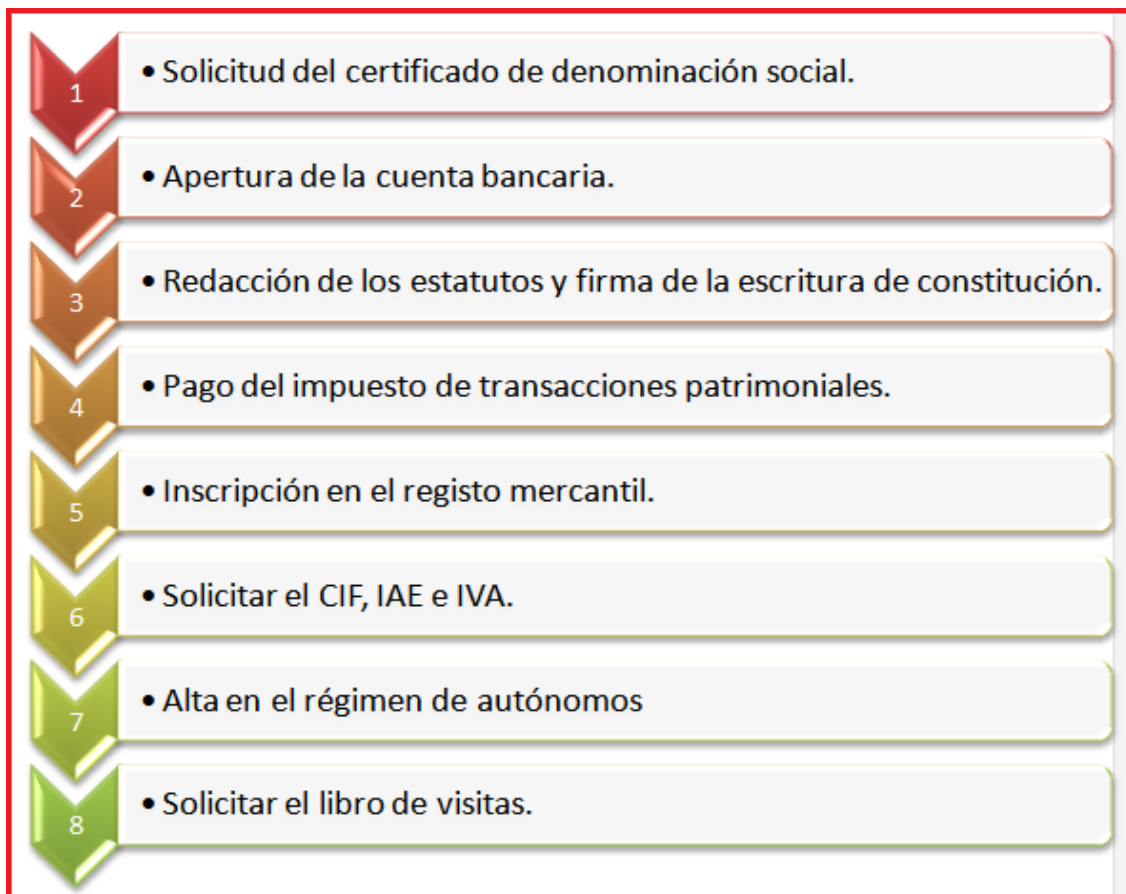 1 • Solicitud del certificado de denominación social.
2 • Apertura de la cuenta bancaria.
3 • Redacción de los estatutos y firma de la escritura de constitución.
4 • Pago del impuesto de transacciones patrimoniales.
5 • Inscripción en el registo mercantil.
6 • Solicitar el CIF, IAE e IVA.
7 • Alta en el régimen de autónomos
8 • Solicitar el libro de visitas.